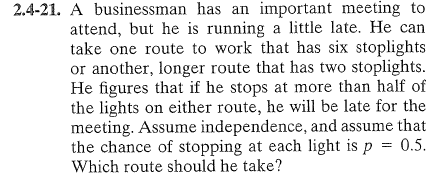 2.4-21. A businessman has an important meeting to
attend, but he is running a little late. He can
take one route to work that has six stoplights
or another, longer route that has two stoplights.
He figures that if he stops at more than half of
the lights on either route, he will be late for the
meeting. Assume independence, and assume that
the chance of stopping at each light is p = 0.5.
Which route should he take?